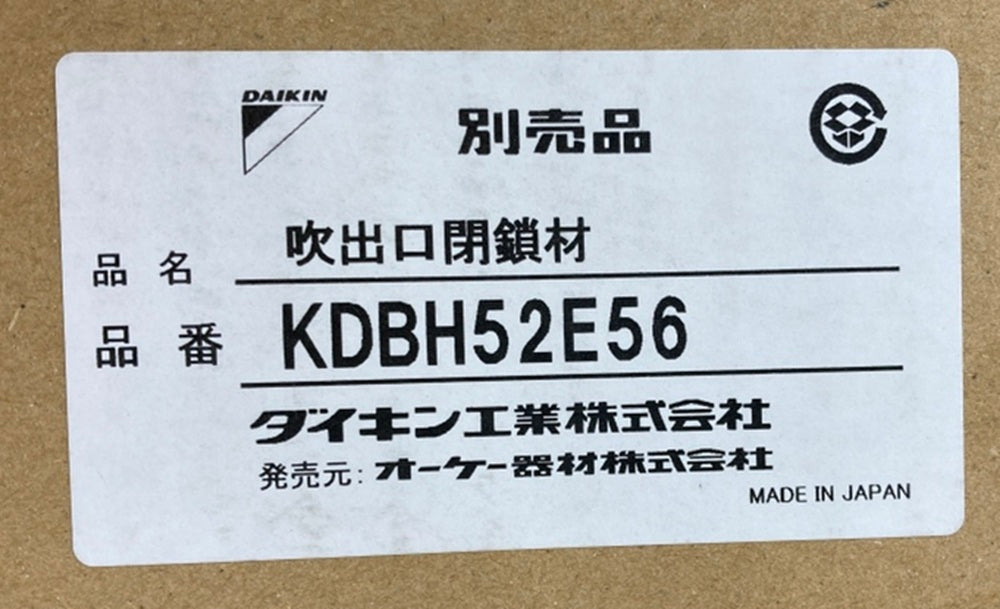 DAIKIN
別売品
品名 吹出口閉鎖材
品番 KDBH52E56
ダイキン工業株式会社
発売元:オーケー器材株式会社
MADE IN JAPAN